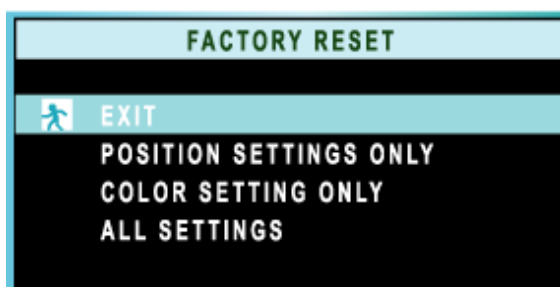 FACTORY RESET
EXIT
POSITION SETTINGS ONLY
COLOR SETTING ONLY
ALL SETTINGS